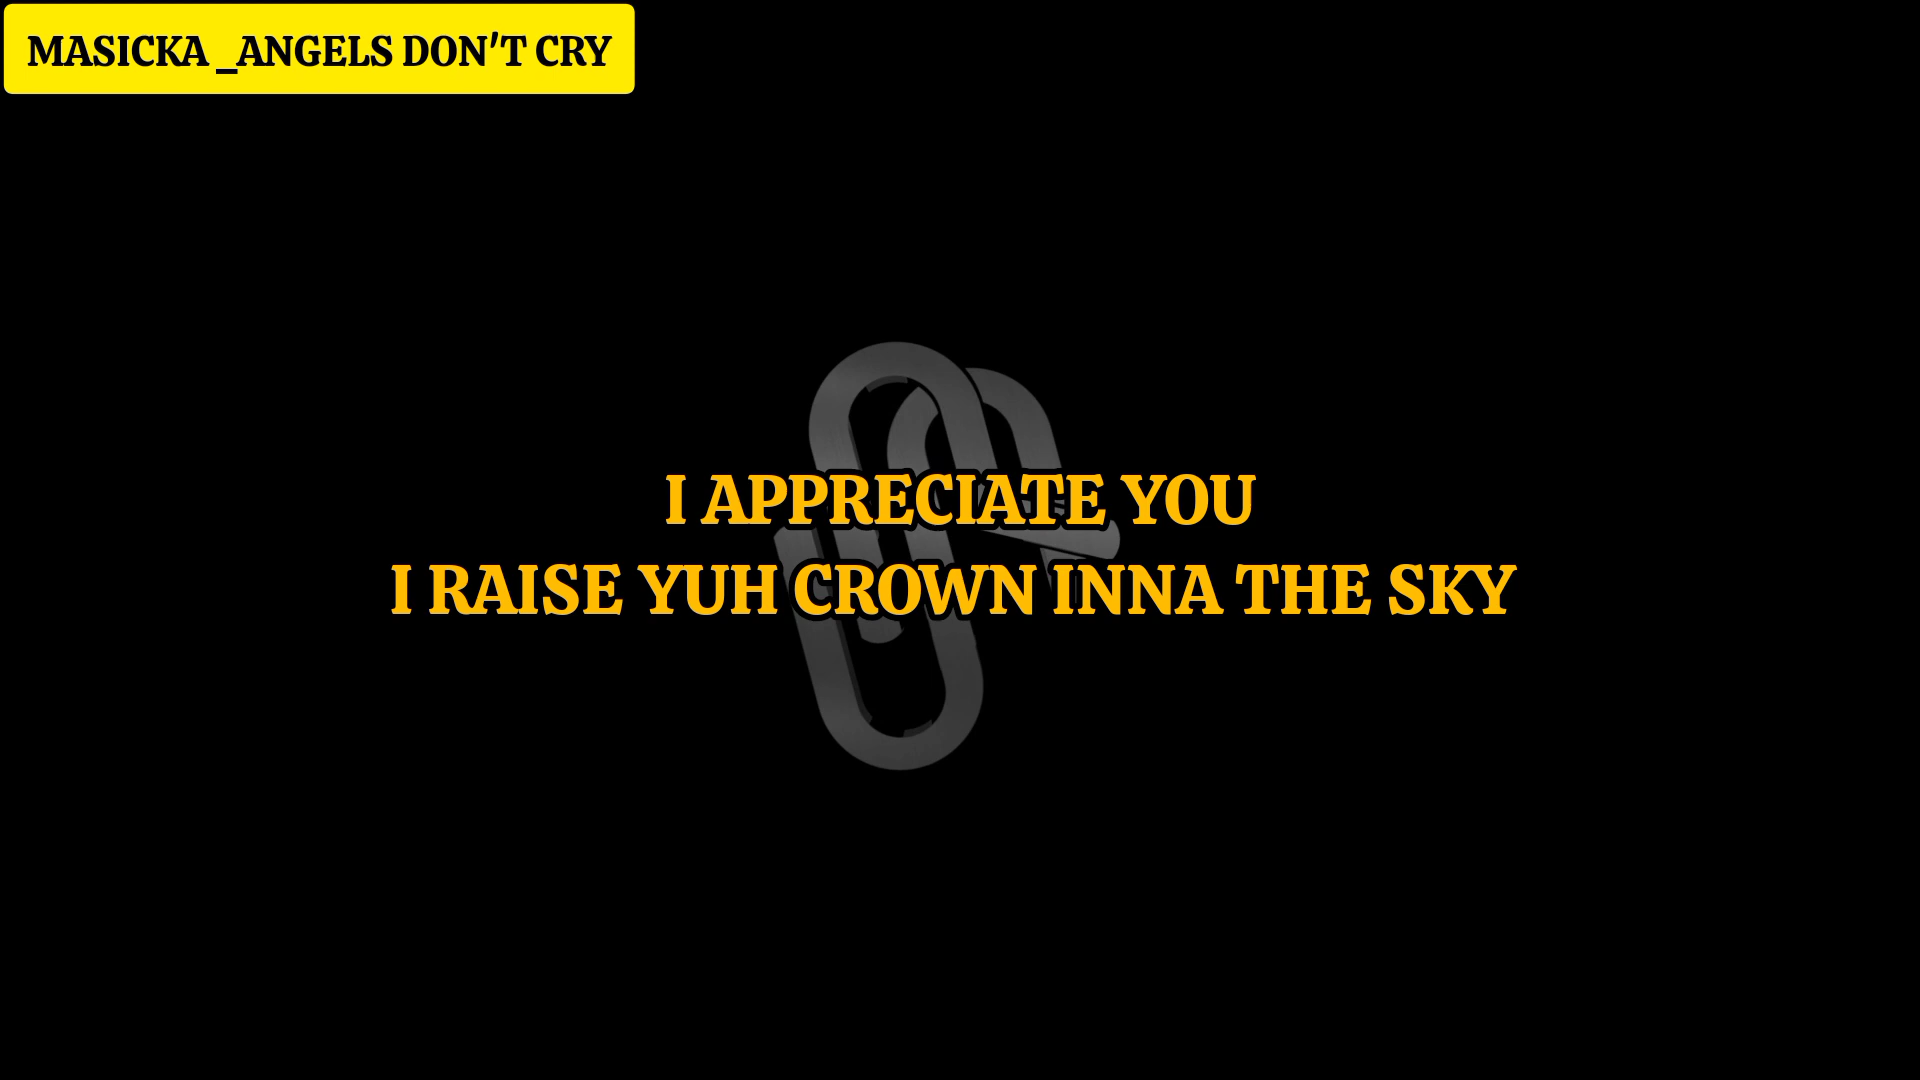 MASICKA _ANGELS DON'T CRY
I APPRECIATE YOU
I RAISE YUH CROWN INNA THE SKY